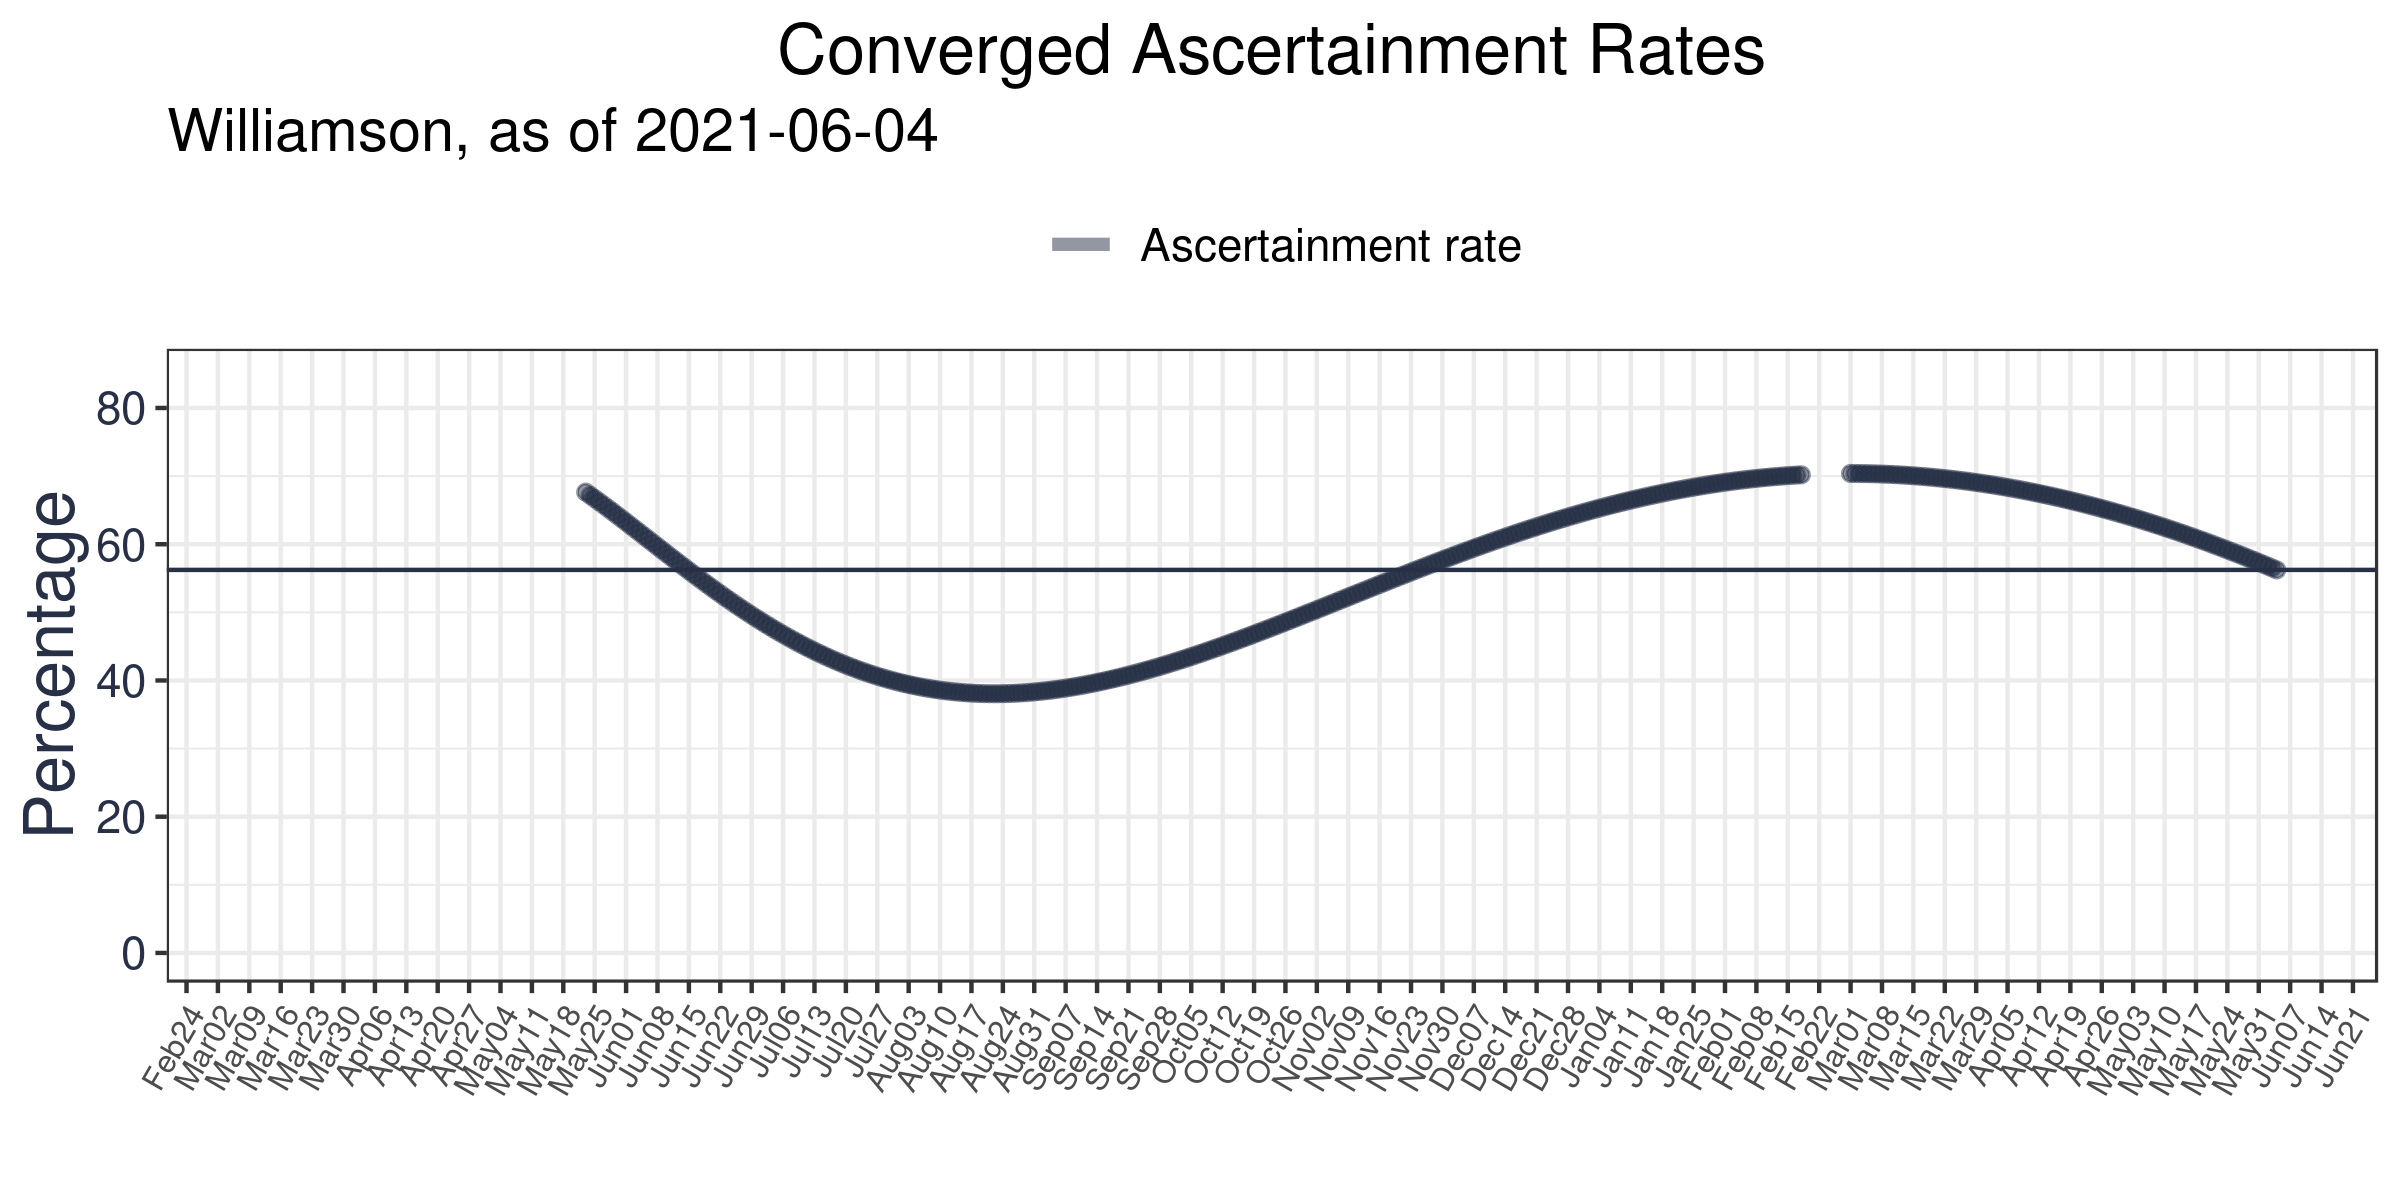 Converged Ascertainment Rates
Williamson, as of 2021-06-04
Ascertainment rate
Percentage
80
60
40
20
0
Feb24 Mar02 Mar09 Mar16 Mar23 Mar30 Apr06 Apr13 Apr20 Apr27 May04 May11 May18 May25 Jun01 Jun08 Jun15 Jun22 Jun29 Jul06 Jul13 Jul20 Jul27 Aug03 Aug10 Aug17 Aug24 Aug31 Sep07 Sep14 Sep21 Sep28 Oct05 Oct12 Oct19 Oct26 Nov02 Nov09 Nov16 Nov23 Nov30 Dec07 Dec14 Dec21 Dec28 Jan04 Jan11 Jan18 Jan25 Feb01 Feb08 Feb15 Feb22 Mar01 Mar08 Mar15 Mar22 Mar29 Apr05 Apr12 Apr19 Apr26 May03 May10 May17 May24 May31 Jun07 Jun14 Jun21